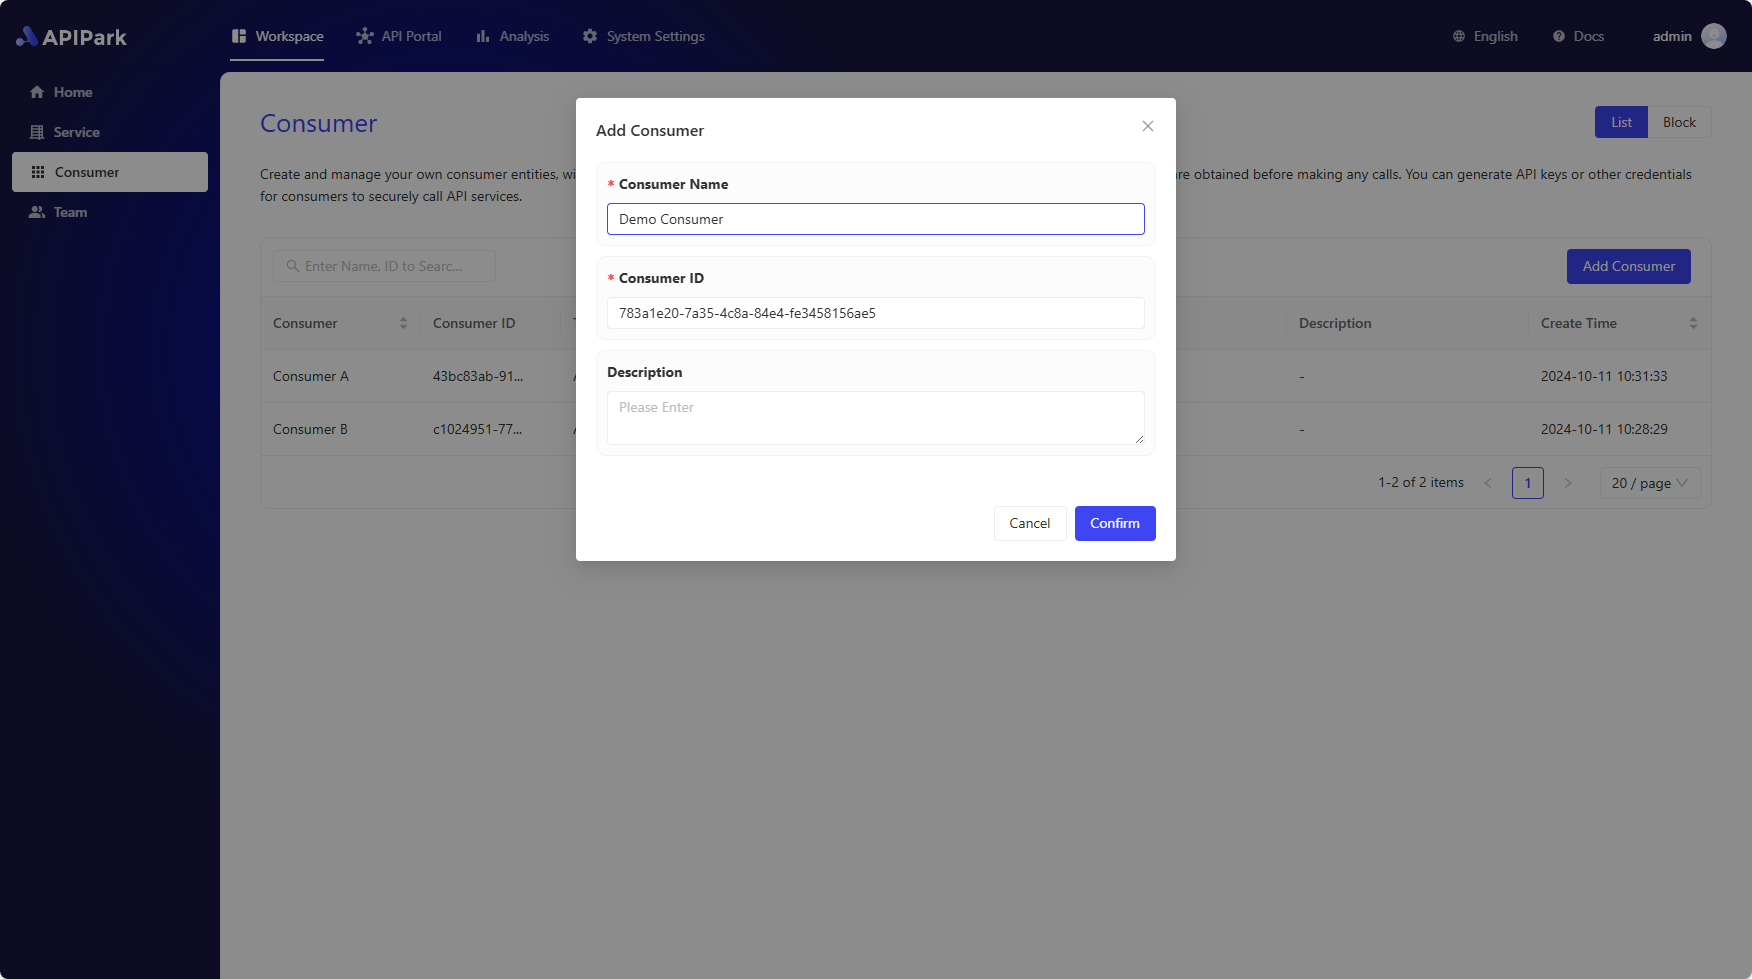 APIPark
Workspace
API Portal
Analysis
System Settings
English
Docs
admin
Home
Service
Consumer
Team
Consumer
List
Block
Create and manage your own consumer entities, wi
re obtained before making any calls. You can generate API keys or other credentials
for consumers to securely call API services.
Enter Name, ID to Searc...
Add Consumer
Consumer
Consumer ID
Description
Create Time
Consumer A
43bc83ab-91...
-
2024-10-11 10:31:33
Consumer B
c1024951-77...
-
2024-10-11 10:28:29
1-2 of 2 items
1
20 / page
Add Consumer
* Consumer Name
Demo Consumer
* Consumer ID
783a1e20-7a35-4c8a-84e4-fe3458156ae5
Description
Please Enter
Cancel
Confirm